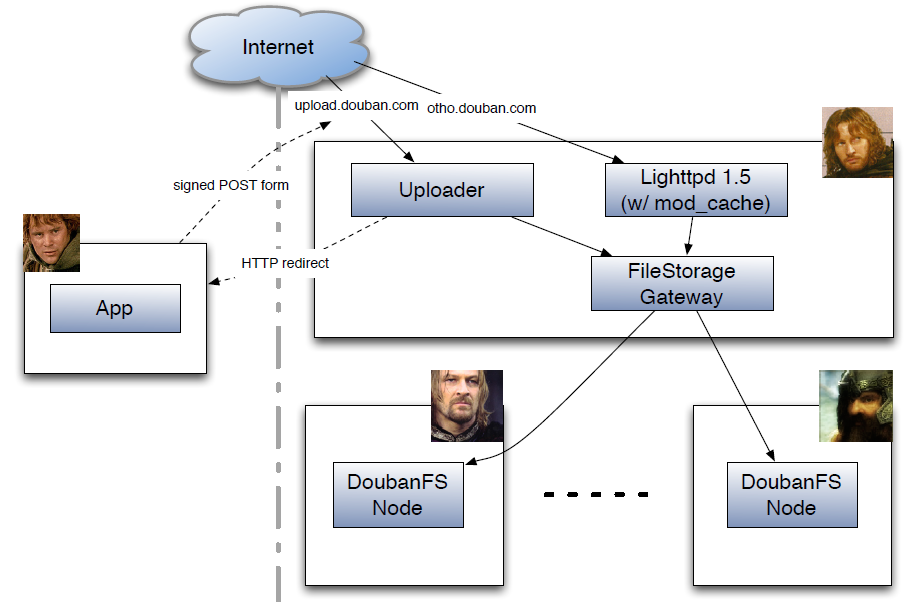 Internet
upload.douban.com
otho.douban.com
signed POST form
Uploader
Lighttpd 1.5
(w/ mod_cache)
HTTP redirect
App
FileStorage
Gateway
DoubanFS
Node
DoubanFS
Node